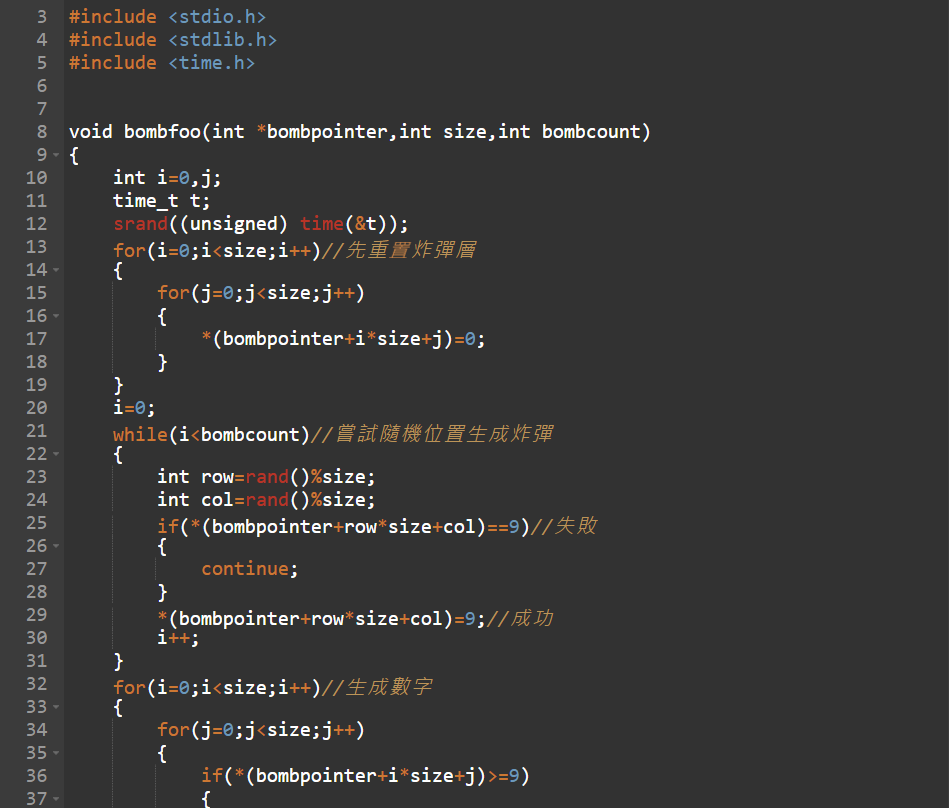 3 #include <stdio.h>
4 #include <stdlib.h>
5 #include <time.h>
6
7
8 void bombfoo(int *bombpointer,int size,int bombcount)
9 {
10     int i=0,j;
11     time_t t;
12     srand((unsigned) time(&t));
13     for(i=0;i<size;i++)//先重置炸彈層
14     {
15         for(j=0;j<size;j++)
16         {
17             *(bombpointer+i*size+j)=0;
18         }
19     }
20     i=0;
21     while(i<bombcount)//嘗試隨機位置生成炸彈
22     {
23         int row=rand()%size;
24         int col=rand()%size;
25         if(*(bombpointer+row*size+col)==9)//失敗
26         {
27             continue;
28         }
29         *(bombpointer+row*size+col)=9;//成功
30         i++;
31     }
32     for(i=0;i<size;i++)//生成數字
33     {
34         for(j=0;j<size;j++)
35         {
36             if(*(bombpointer+i*size+j)>=9)
37             {